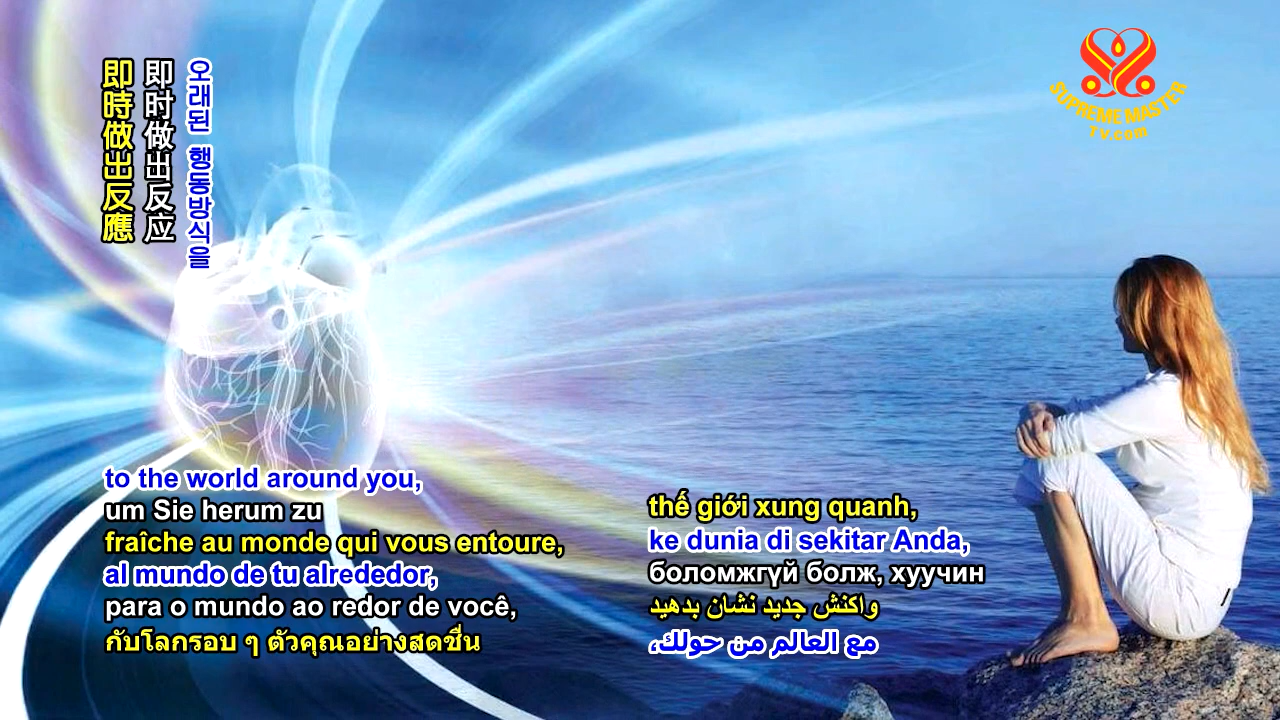 即時做出反應
即时做出反应
오래된 행동방식을
SUPREME MASTER
TV.com
to the world around you,
um Sie herum zu
fraîche au monde qui vous entoure,
al mundo de tu alrededor,
para o mundo ao redor de você,
กับโลกรอบ ๆ ตัวคุณอย่างสดชื่น
thế giới xung quanh,
ke dunia di sekitar Anda,
боломжгүй болж, хуучин
واکنش جدید نشان بدهید
مع العالم من حولك،